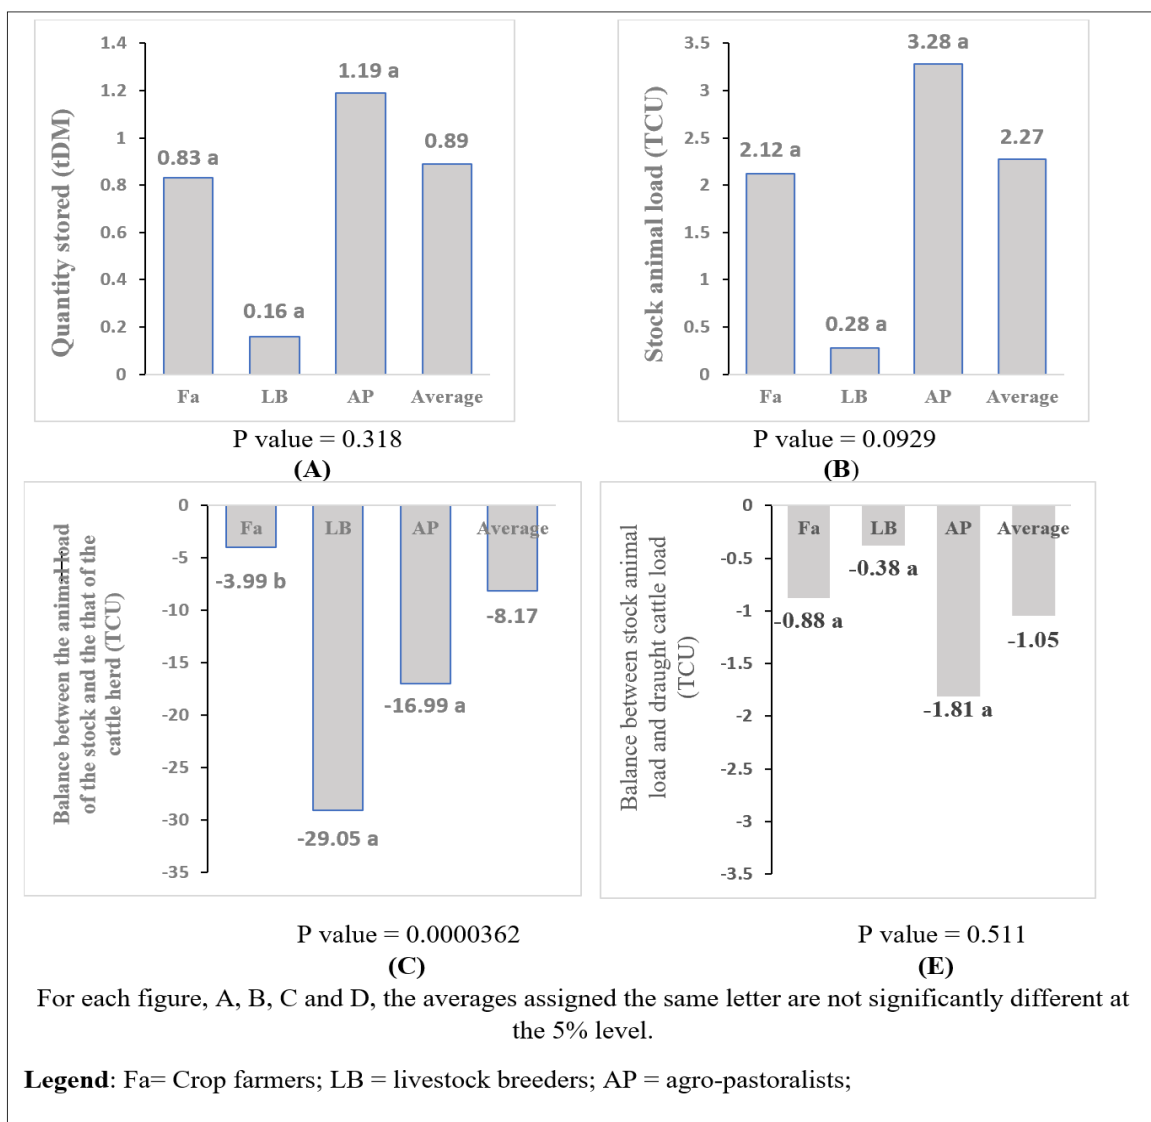 Quantity stored (tDM)
1.4
1.2
1
0.8
0.6
0.4
0.2
0
0.83 a
0.16 a
1.19 a
0.89
Fa LB AP Average
P value = 0.318
(A)
Stock animal load (TCU)
3.5
3
2.5
2
1.5
1
0.5
0
2.12 a
0.28 a
3.28 a
2.27
Fa LB AP Average
P value = 0.0929
(B)
Balance between the animal load
of the stock and the that of the
cattle herd (TCU)
0
-5
-10
-15
-20
-25
-30
-35
Fa LB AP Average
-3.99 b
-29.05 a
-16.99 a
-8.17
P value = 0.0000362
(C)
Balance between stock animal
load and draught cattle load
(TCU)
0
-0.5
-1
-1.5
-2
-2.5
-3
-3.5
Fa LB AP Average
-0.88 a
-0.38 a
-1.81 a
-1.05
P value = 0.511
(E)
For each figure, A, B, C and D, the averages assigned the same letter are not significantly different at
the 5% level.
Legend: Fa= Crop farmers; LB = livestock breeders; AP = agro-pastoralists;